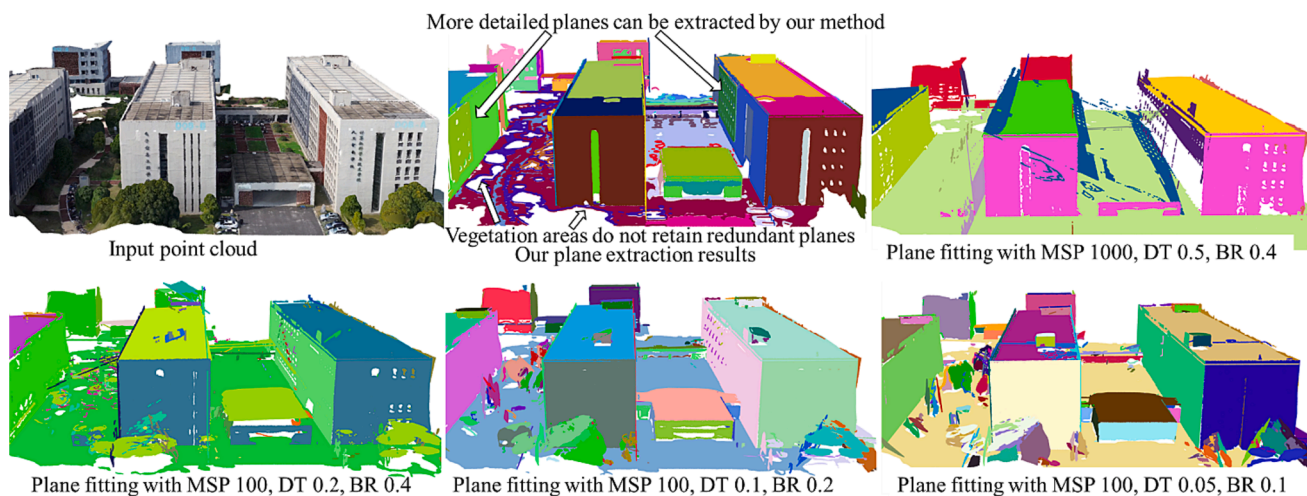 More detailed planes can be extracted by our method
Input point cloud
Vegetation areas do not retain redundant planes
Our plane extraction results
Plane fitting with MSP 1000, DT 0.5, BR 0.4
Plane fitting with MSP 100, DT 0.2, BR 0.4
Plane fitting with MSP 100, DT 0.1, BR 0.2
Plane fitting with MSP 100, DT 0.05, BR 0.1